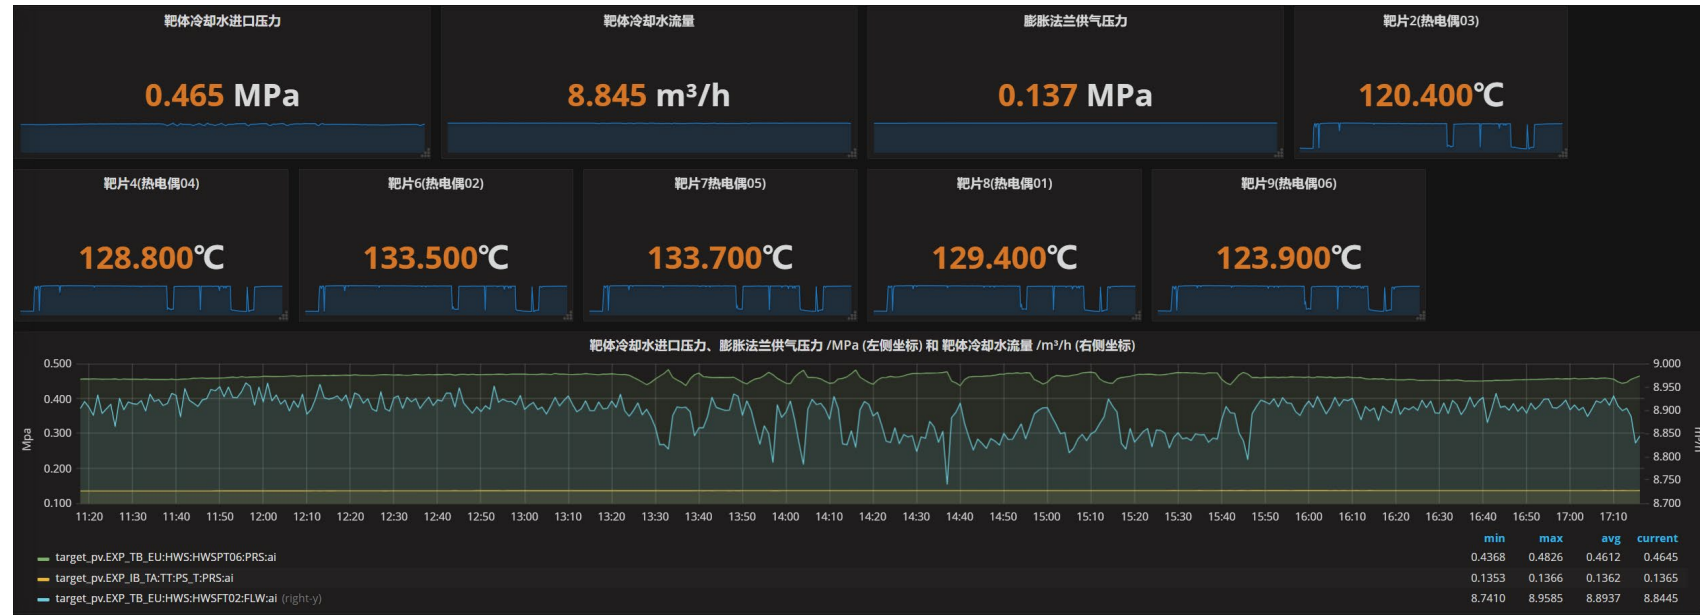 靶体冷却水进口压力
靶体冷却水流量
膨胀法兰供气压力
靶片2(热电偶03)
0.465 MPa
8.845 m³/h
0.137 MPa
120.400℃
靶片4(热电偶04)
靶片6(热电偶02)
靶片7热电偶05)
靶片8(热电偶01)
靶片9(热电偶06)
128.800℃
133.500℃
133.700℃
129.400℃
123.900℃
靶体冷却水进口压力、膨胀法兰供气压力 /MPa (左侧坐标) 和 靶体冷却水流量 /m³/h (右侧坐标)
0.500
0.400
0.300
0.200
0.100
Mpa
9.000
8.950
8.900
8.850
8.800
8.750
8.700
11:20 11:30 11:40 11:50 12:00 12:10 12:20 12:30 12:40 12:50 13:00 13:10 13:20 13:30 13:40 13:50 14:00 14:10 14:20 14:30 14:40 14:50 15:00 15:10 15:20 15:30 15:40 15:50 16:00 16:10 16:20 16:30 16:40 16:50 17:00 17:10
min max avg current
target_pv.EXP_TB_EU:HWS:HWSPT06:PRS:ai 0.4368 0.4826 0.4612 0.4645
target_pv.EXP_IB_TA:TT:PS_T:PRS:ai 0.1353 0.1366 0.1362 0.1365
target_pv.EXP_TB_EU:HWS:HWSFT02:FLW:ai (right-y) 8.7410 8.9585 8.8937 8.8445